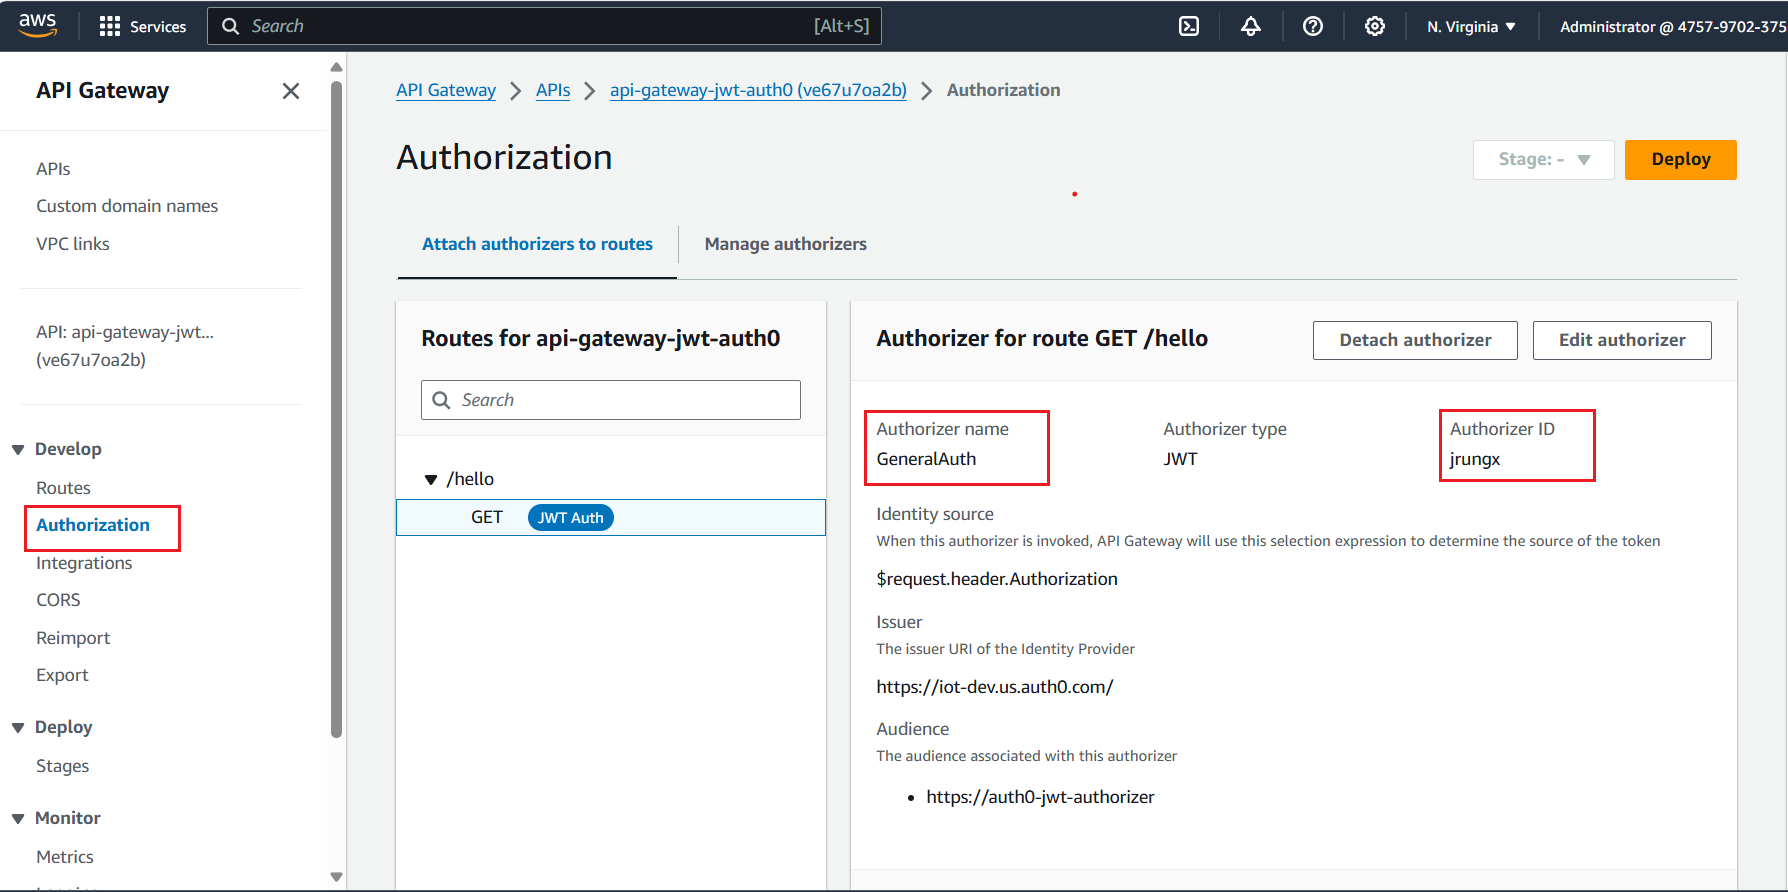 aws
Services
Search
[Alt+S]
N. Virginia
Administrator @ 4757-9702-375
API Gateway
APIs
Custom domain names
VPC links
API: api-gateway-jwt...
(ve67u7oa2b)
Develop
Routes
Authorization
Integrations
CORS
Reimport
Export
Deploy
Stages
Monitor
Metrics
API Gateway
APIs
api-gateway-jwt-auth0 (ve67u7oa2b)
Authorization
Authorization
Stage: -
Deploy
Attach authorizers to routes
Manage authorizers
Routes for api-gateway-jwt-auth0
Search
/hello
GET JWT Auth
Authorizer for route GET /hello
Detach authorizer
Edit authorizer
Authorizer name
GeneralAuth
Authorizer type
JWT
Authorizer ID
jrungx
Identity source
When this authorizer is invoked, API Gateway will use this selection expression to determine the source of the token
$request.header.Authorization
Issuer
The issuer URI of the Identity Provider
https://iot-dev.us.auth0.com/
Audience
The audience associated with this authorizer
• https://auth0-jwt-authorizer